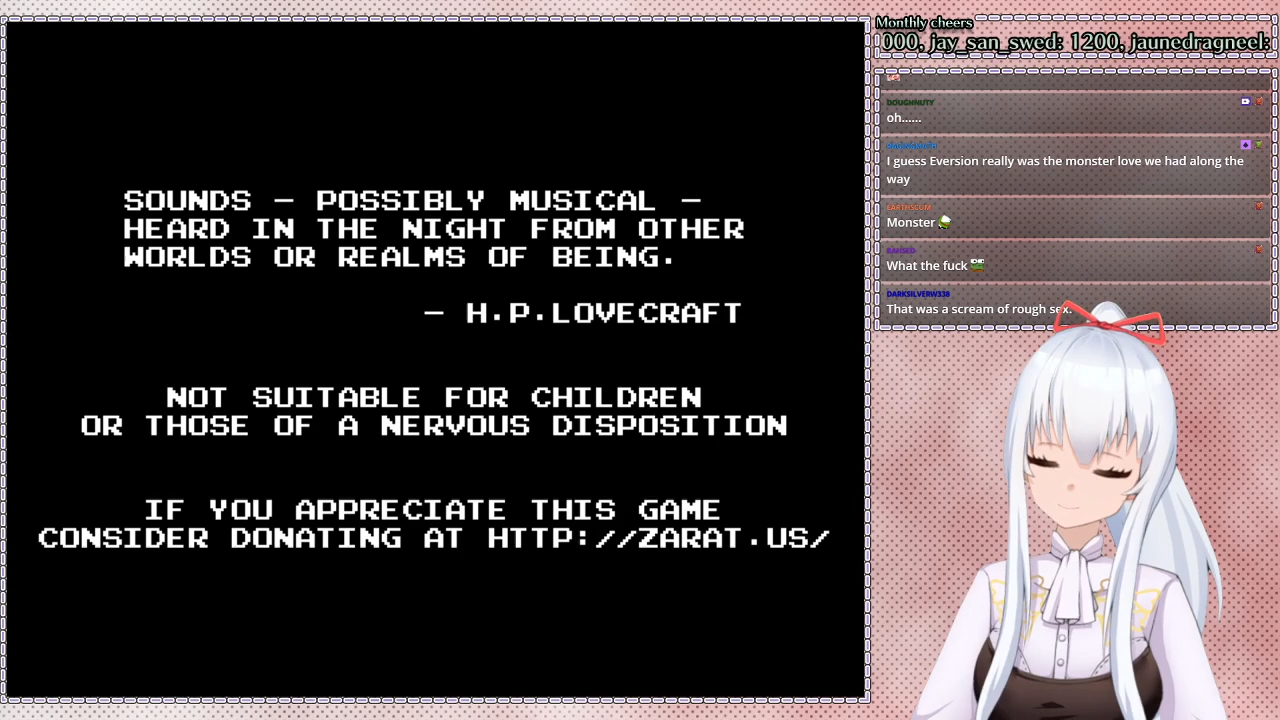 SOUNDS – POSSIBLY MUSICAL –
HEARD IN THE NIGHT FROM OTHER
WORLDS OR REALMS OF BEING.
– H.P.LOVECRAFT
NOT SUITABLE FOR CHILDREN
OR THOSE OF A NERVOUS DISPOSITION
IF YOU APPRECIATE THIS GAME
CONSIDER DONATING AT HTTP://ZARAT.US/
Monthly cheers
000, jay_san_swed: 1200, jaunedragneel:
DOUGHNUTY
oh......
I guess Eversion really was the monster love we had along the
way
EARTHSCUM
Monster
What the fuck
DARKSILVERW338
That was a scream of rough sex.